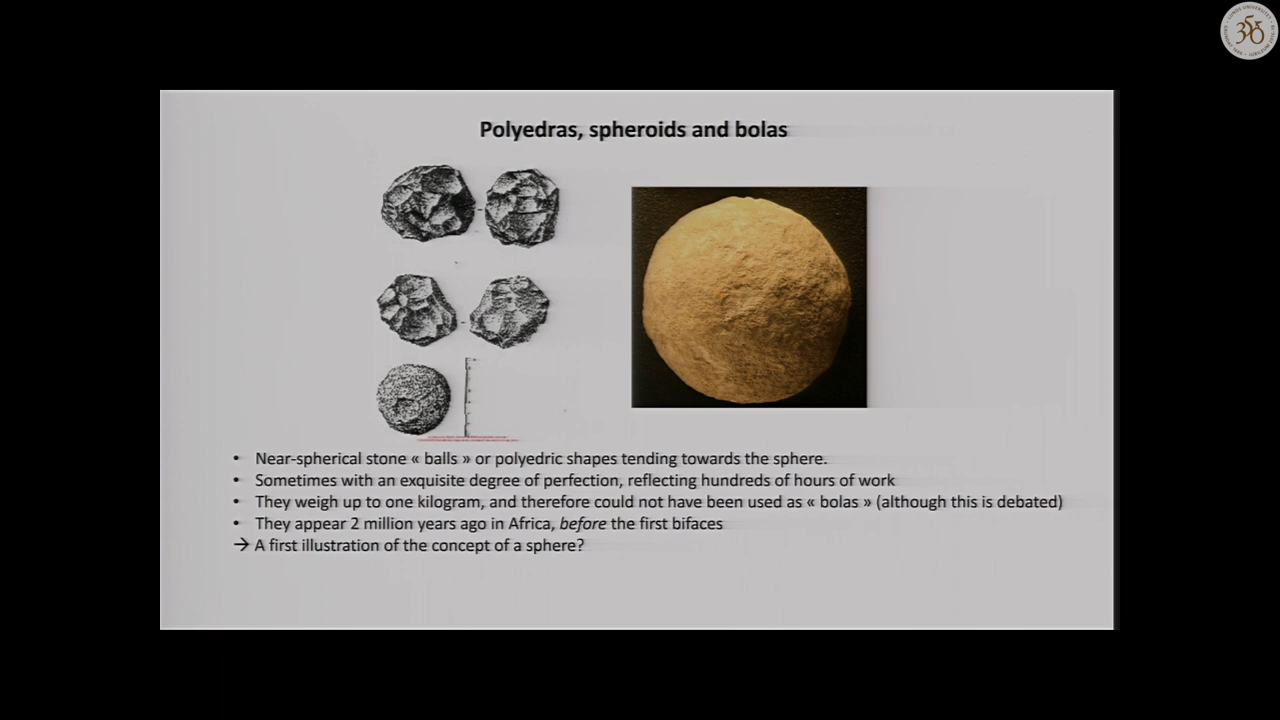 Polyedras, spheroids and bolas
• Near-spherical stone « balls » or polyedric shapes tending towards the sphere.
• Sometimes with an exquisite degree of perfection, reflecting hundreds of hours of work
• They weigh up to one kilogram, and therefore could not have been used as « bolas » (although this is debated)
• They appear 2 million years ago in Africa, before the first bifaces
→ A first illustration of the concept of a sphere?